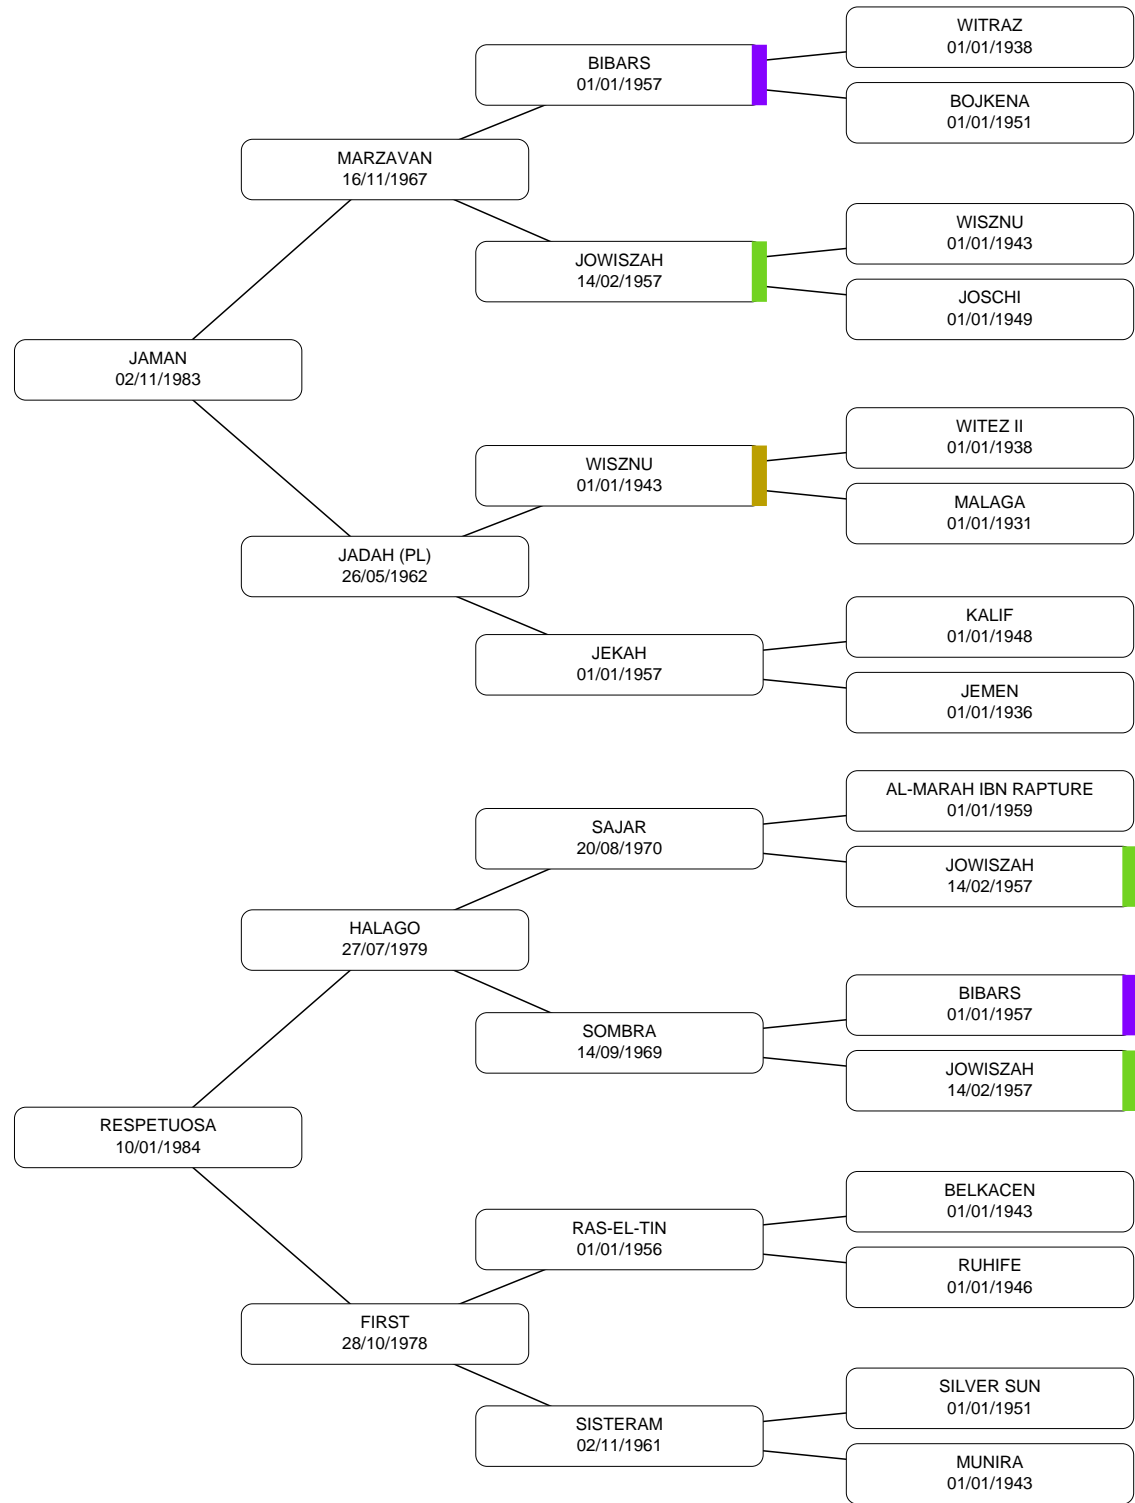 WITRAZ
01/01/1938
BIBARS
01/01/1957
BOJKENA
01/01/1951
MARZAVAN
16/11/1967
WISZNU
01/01/1943
JOWISZAH
14/02/1957
JOSCHI
01/01/1949
JAMAN
02/11/1983
WITEZ II
01/01/1938
WISZNU
01/01/1943
MALAGA
01/01/1931
JADAH (PL)
26/05/1962
KALIF
01/01/1948
JEKAH
01/01/1957
JEMEN
01/01/1936
AL-MARAH IBN RAPTURE
01/01/1959
SAJAR
20/08/1970
JOWISZAH
14/02/1957
HALAGO
27/07/1979
BIBARS
01/01/1957
SOMBRA
14/09/1969
JOWISZAH
14/02/1957
RESPETUOSA
10/01/1984
BELKACEN
01/01/1943
RAS-EL-TIN
01/01/1956
RUHIFE
01/01/1946
FIRST
28/10/1978
SILVER SUN
01/01/1951
SISTERAM
02/11/1961
MUNIRA
01/01/1943